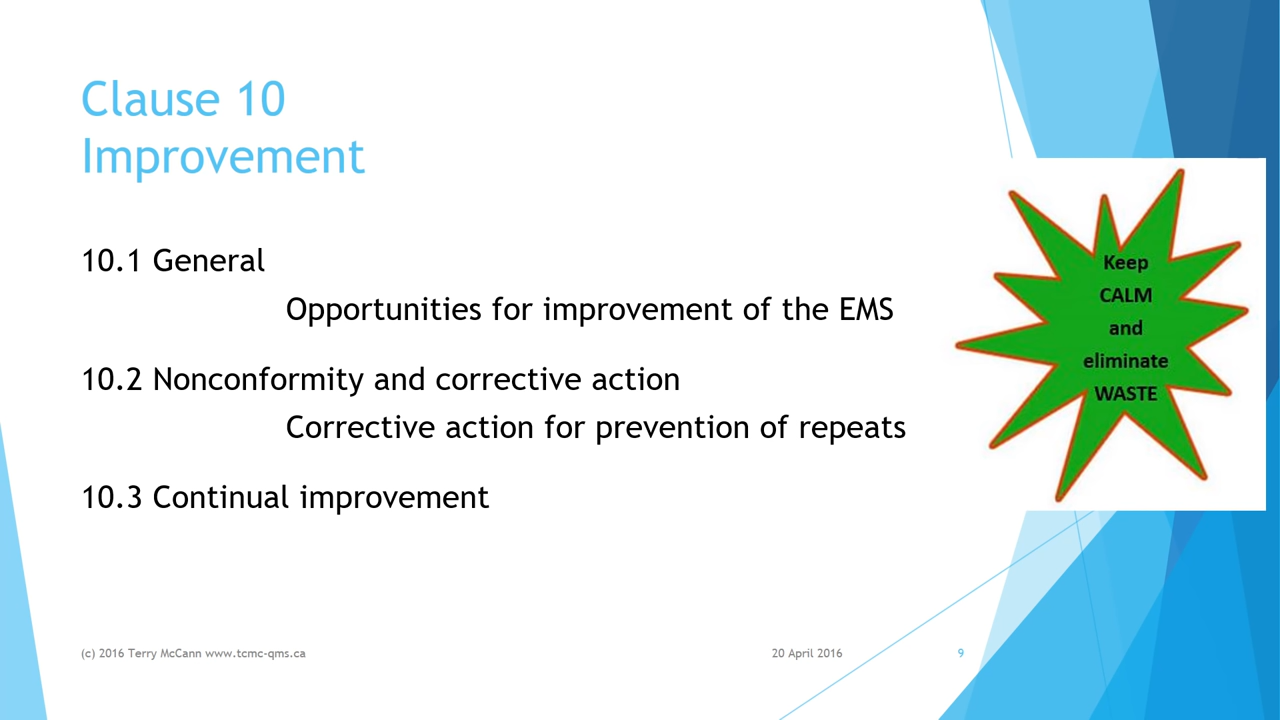 Clause 10
Improvement
10.1 General
Opportunities for improvement of the EMS
10.2 Nonconformity and corrective action
Corrective action for prevention of repeats
10.3 Continual improvement
Keep
CALM
and
eliminate
WASTE
(c) 2016 Terry McCann www.tcmc-qms.ca
20 April 2016
9